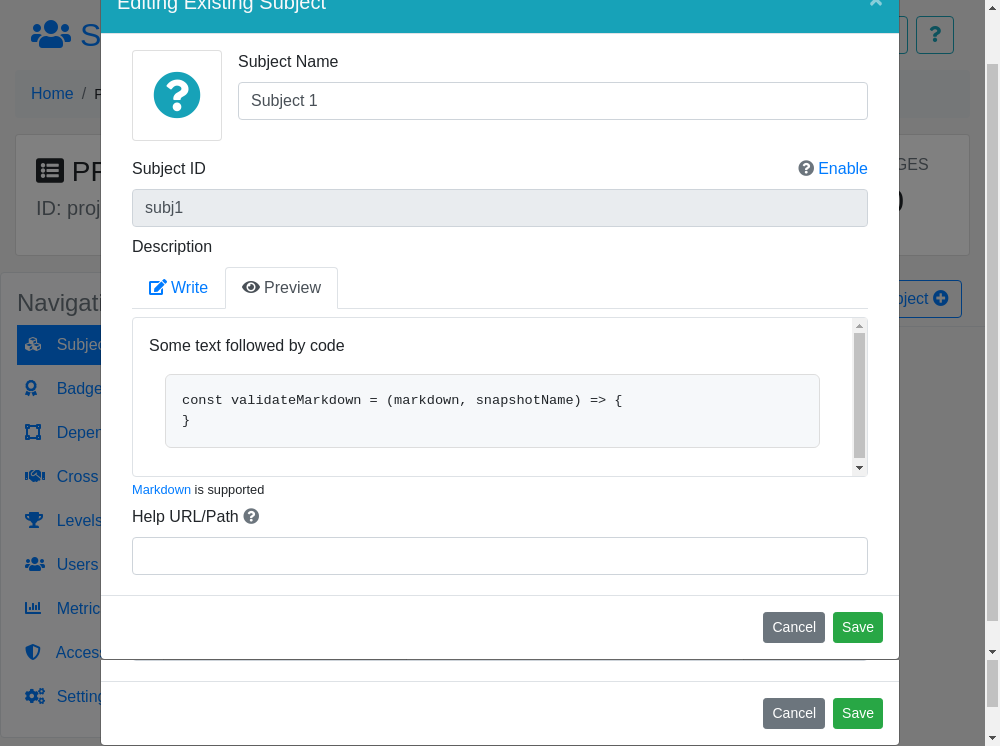 Editing Existing Subject ×
S
?
Home / P
Subject Name
Subject 1
PR
ID: proj
GES
0
Subject ID
Enable
subj1
Description
Write
Preview
Navigati
bject
Subjec
Badge
Deper
Cross
Levels
Users
Metric
Acces
Setting
Some text followed by code
const validateMarkdown = (markdown, snapshotName) => {
}
Markdown is supported
Help URL/Path
Cancel Save
Cancel Save